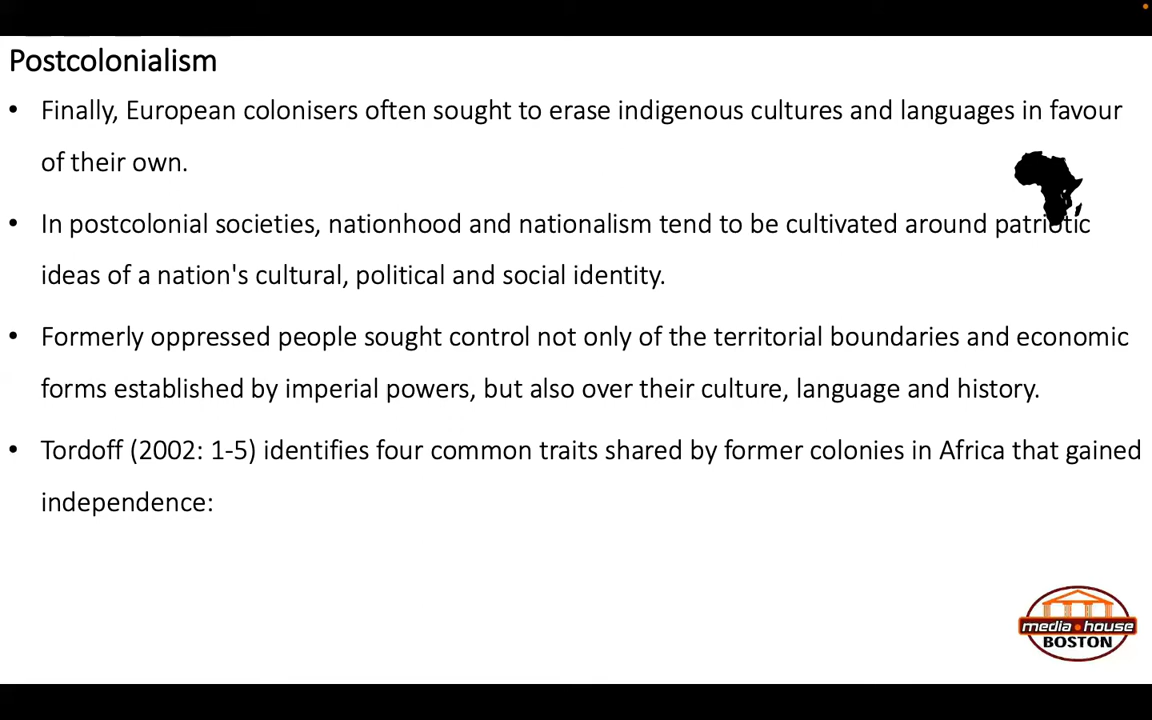 Postcolonialism
• Finally, European colonisers often sought to erase indigenous cultures and languages in favour
of their own.
• In postcolonial societies, nationhood and nationalism tend to be cultivated around patriotic
ideas of a nation's cultural, political and social identity.
• Formerly oppressed people sought control not only of the territorial boundaries and economic
forms established by imperial powers, but also over their culture, language and history.
• Tordoff (2002: 1-5) identifies four common traits shared by former colonies in Africa that gained
independence:
media • house
BOSTON